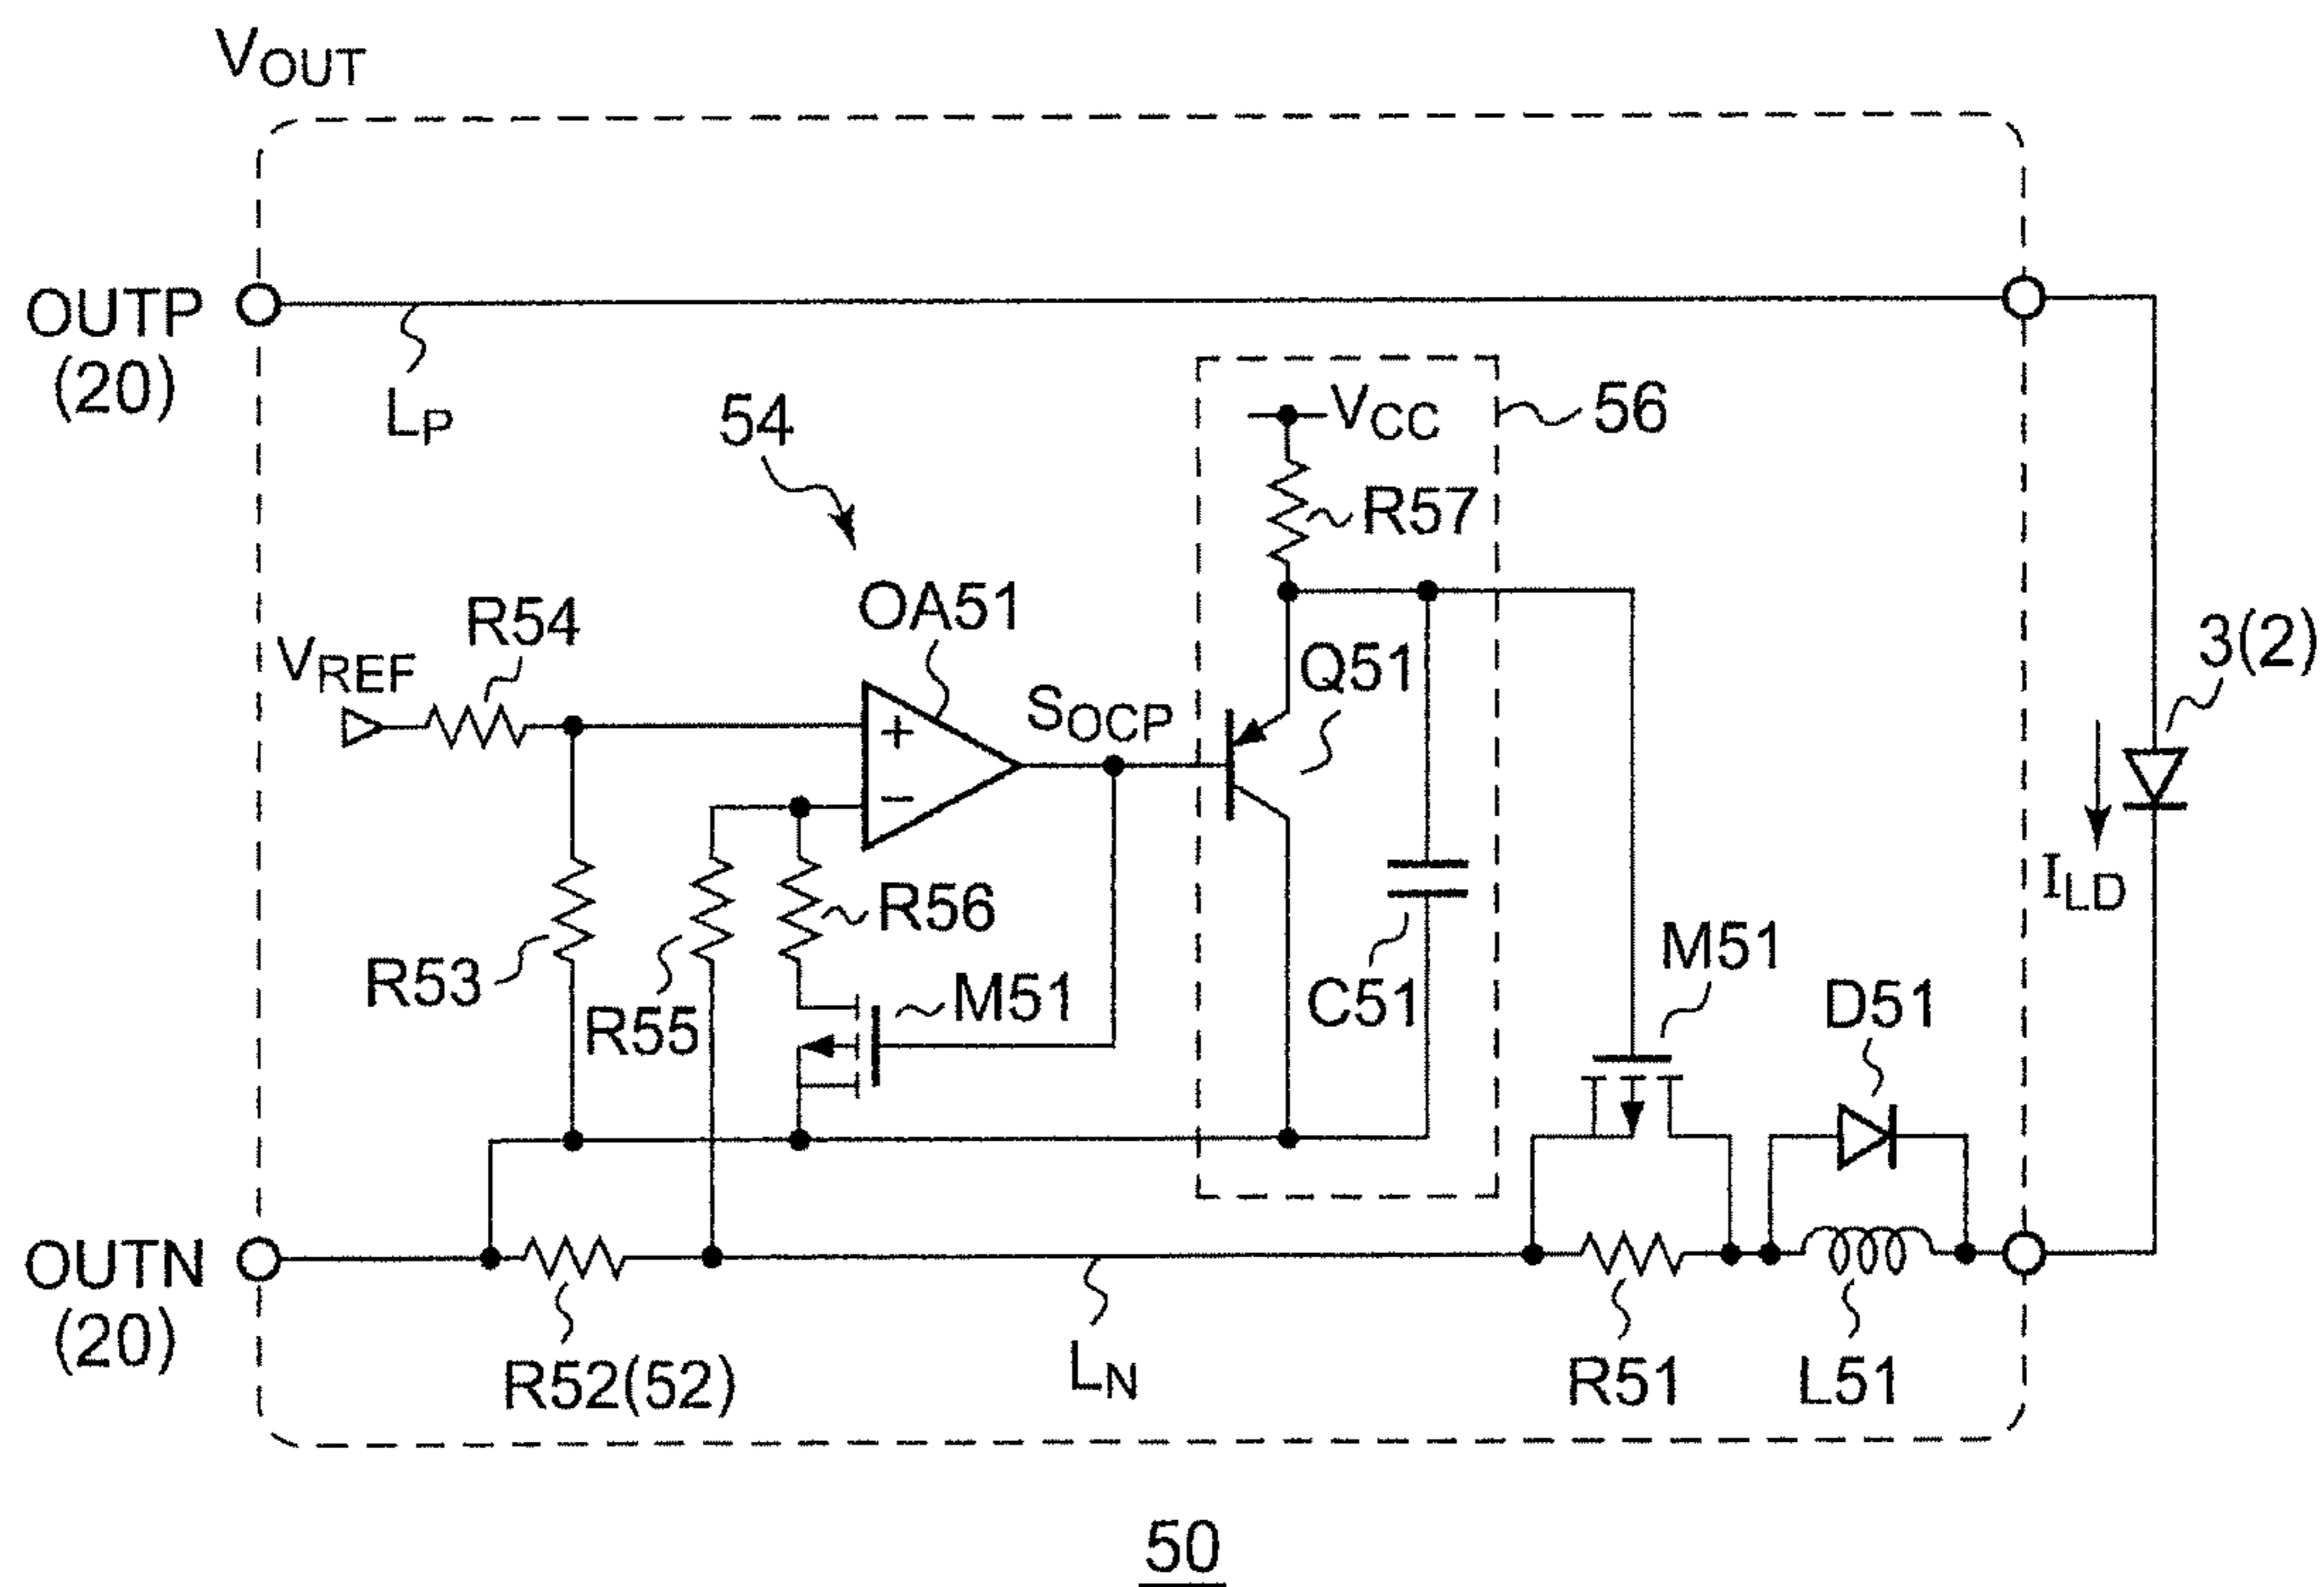 VOUT
OUTP
(20)
LP
54
VCC
56
R57
VREF
R54
OA51
SOCP
Q51
3(2)
+
−
R53
R55
R56
M51
C51
M51
D51
ILD
OUTN
(20)
R52(52)
LN
R51
L51
50